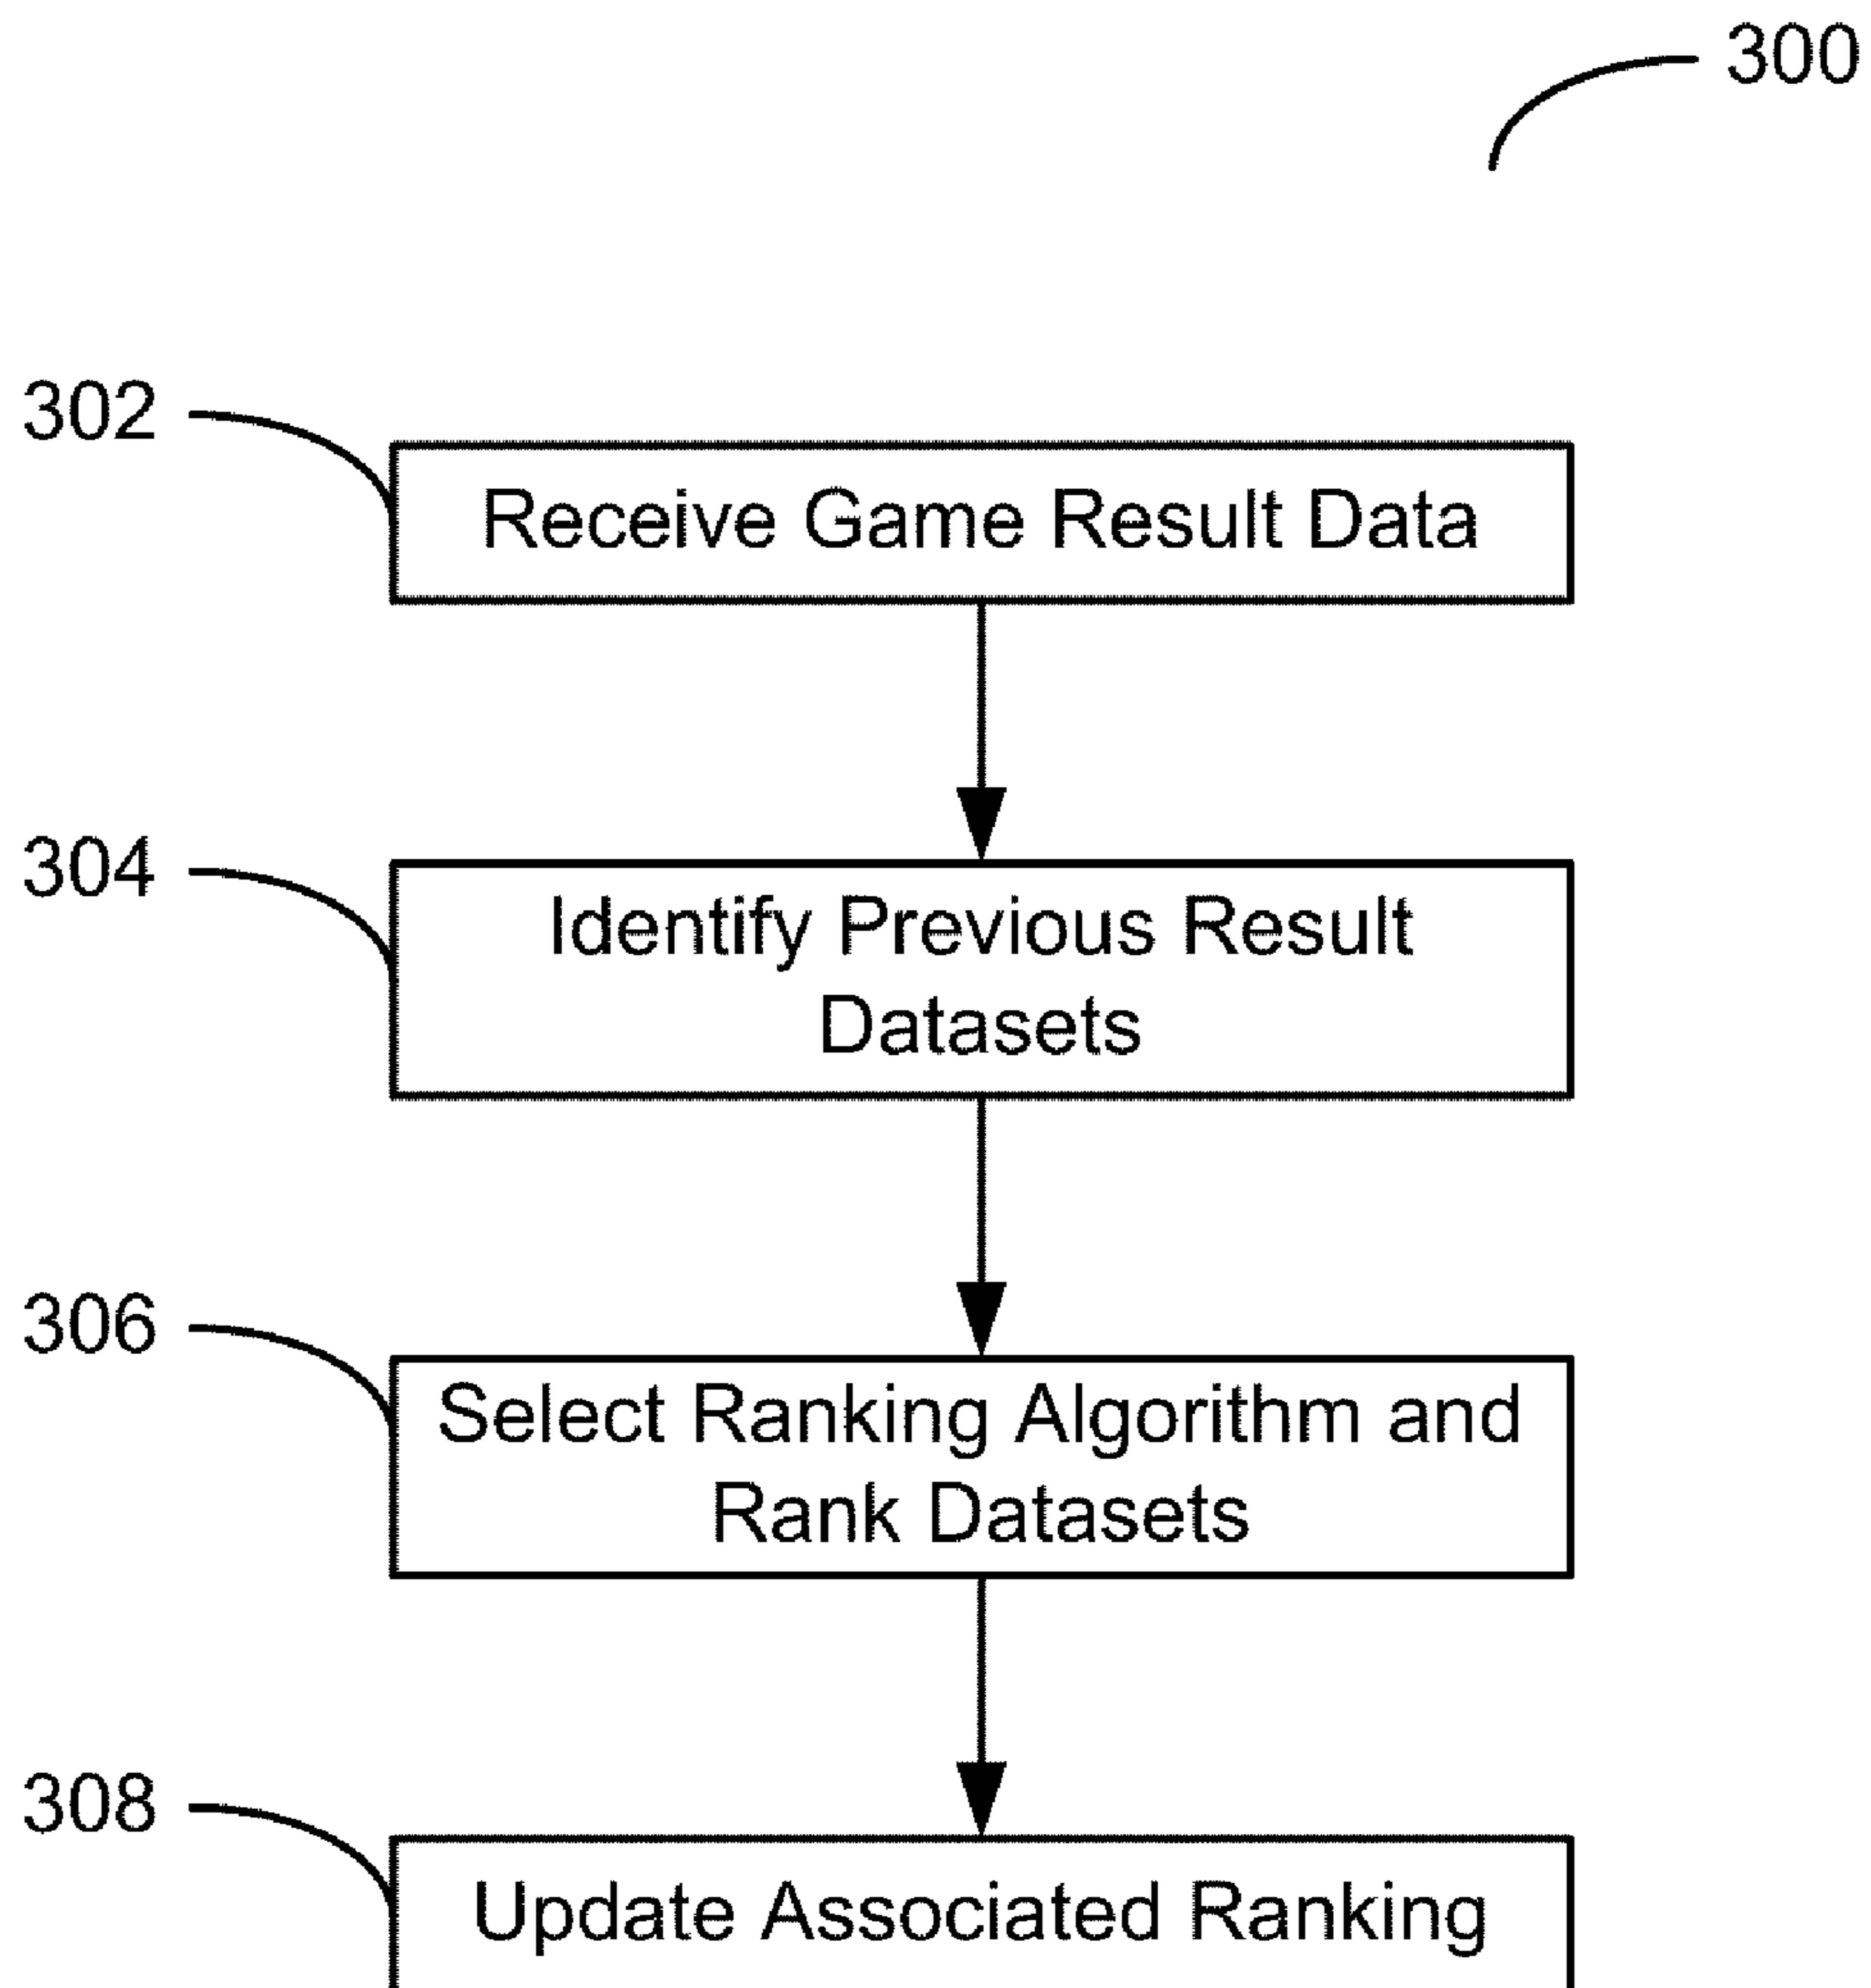 300
302
Receive Game Result Data
304
Identify Previous Result
Datasets
306
Select Ranking Algorithm and
Rank Datasets
308
Update Associated Ranking